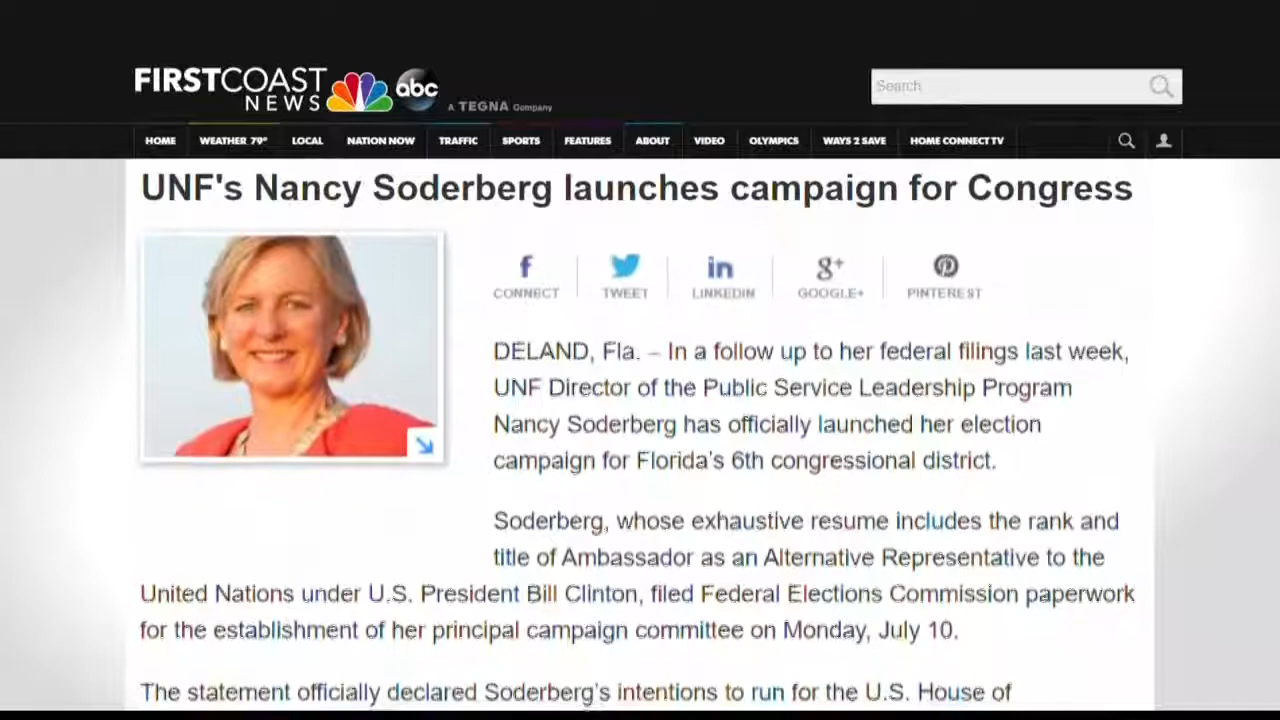 FIRSTCOAST
NEWS
abc
A TEGNA Company
Search
HOME WEATHER 79° LOCAL NATION NOW TRAFFIC SPORTS FEATURES ABOUT VIDEO OLYMPICS WAYS 2 SAVE HOME CONNECT TV
UNF's Nancy Soderberg launches campaign for Congress
f in g+
CONNECT TWEET LINKEDIN GOOGLE+ PINTEREST
DELAND, Fla. – In a follow up to her federal filings last week,
UNF Director of the Public Service Leadership Program
Nancy Soderberg has officially launched her election
campaign for Florida's 6th congressional district.
Soderberg, whose exhaustive resume includes the rank and
title of Ambassador as an Alternative Representative to the
United Nations under U.S. President Bill Clinton, filed Federal Elections Commission paperwork
for the establishment of her principal campaign committee on Monday, July 10.
The statement officially declared Soderberg's intentions to run for the U.S. House of